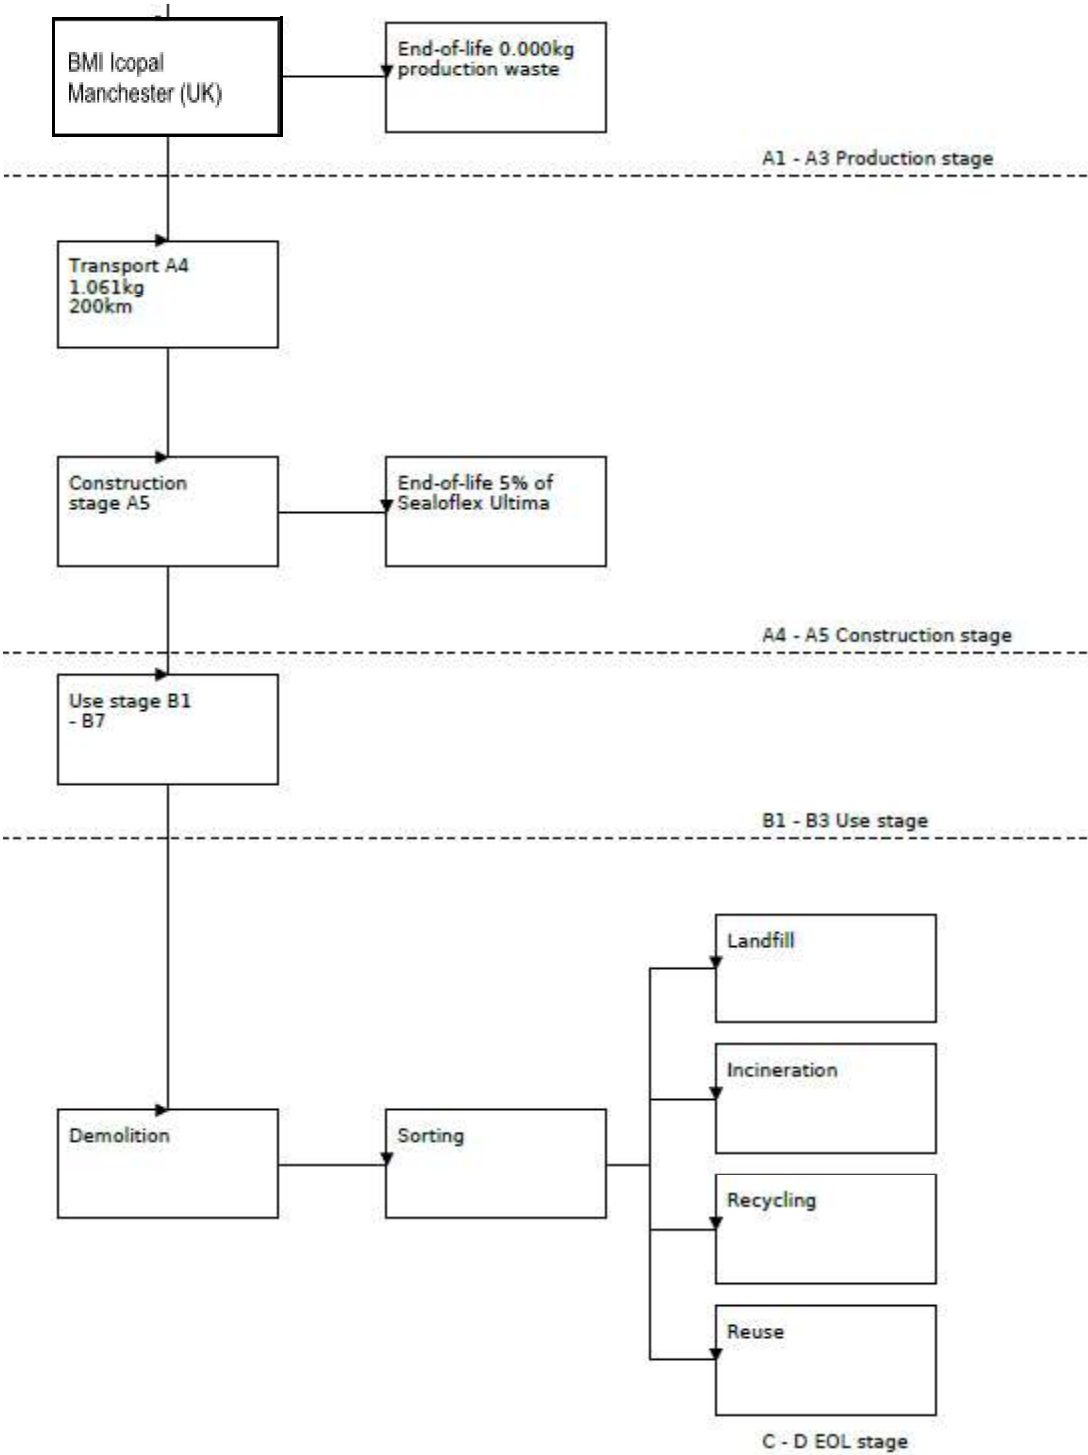 BMI Icopal
Manchester (UK)
End-of-life 0.000kg
production waste
A1 - A3 Production stage
Transport A4
1.061kg
200km
Construction
stage A5
End-of-life 5% of
Sealoflex Ultima
A4 - A5 Construction stage
Use stage B1
- B7
B1 - B3 Use stage
Landfill
Incineration
Demolition
Sorting
Recycling
Reuse
C - D EOL stage